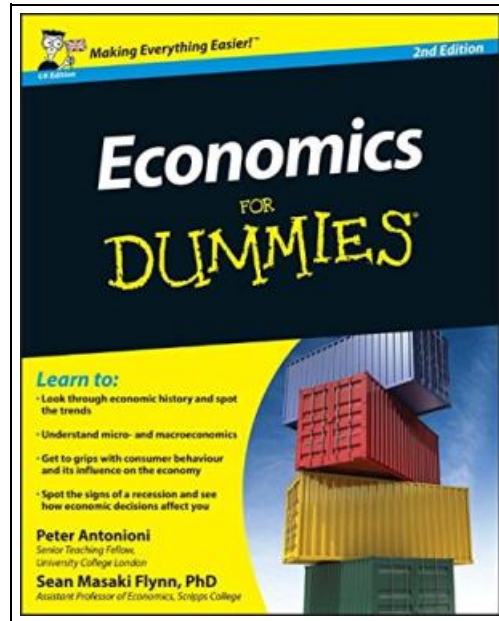 Making Everything Easier!™
UK Edition
2nd Edition
Economics
FOR
DUMMIES®
Learn to:
• Look through economic history and spot
the trends
• Understand micro- and macroeconomics
• Get to grips with consumer behaviour
and its influence on the economy
• Spot the signs of a recession and see
how economic decisions affect you
Peter Antonioni
Senior Teaching Fellow,
University College London
Sean Masaki Flynn, PhD
Assistant Professor of Economics, Scripps College